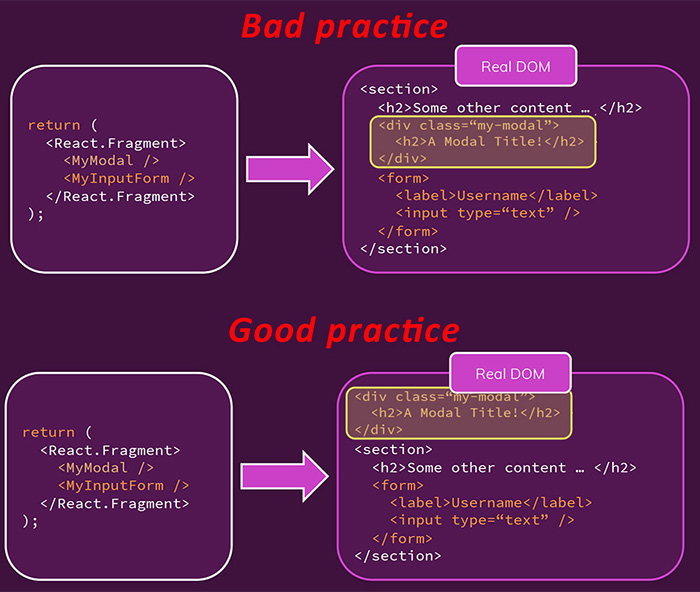 Bad practice
return (
<React.Fragment>
<MyModal />
<MyInputForm />
</React.Fragment>
);
Real DOM
<section>
<h2>Some other content … </h2>
<div class=“my-modal”>
<h2>A Modal Title!</h2>
</div>
<form>
<label>Username</label>
<input type=“text” />
</form>
</section>
Good practice
return (
<React.Fragment>
<MyModal />
<MyInputForm />
</React.Fragment>
);
Real DOM
<div class=“my-modal”>
<h2>A Modal Title!</h2>
</div>
<section>
<h2>Some other content … </h2>
<form>
<label>Username</label>
<input type=“text” />
</form>
</section>